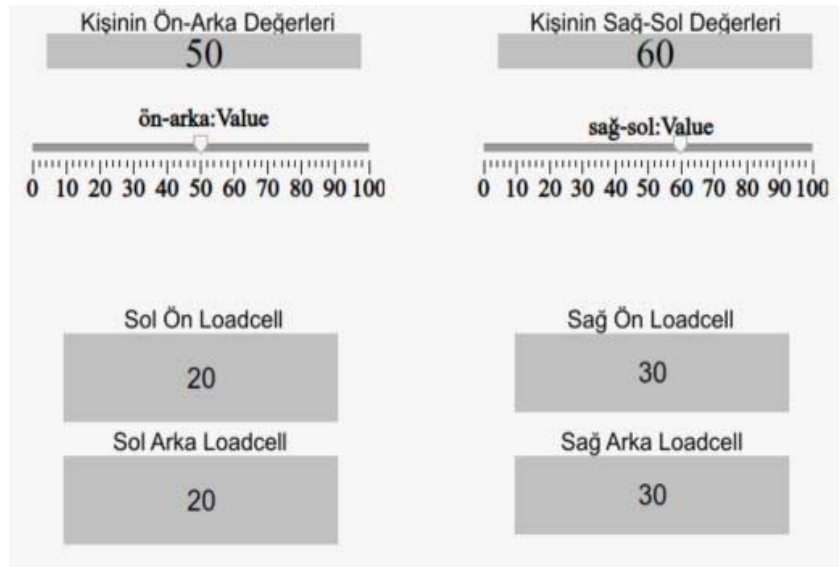 Kişinin Ön-Arka Değerleri
50
ön-arka:Value
0 10 20 30 40 50 60 70 80 90 100
Kişinin Sağ-Sol Değerleri
60
sağ-sol:Value
0 10 20 30 40 50 60 70 80 90 100
Sol Ön Loadcell
20
Sağ Ön Loadcell
30
Sol Arka Loadcell
20
Sağ Arka Loadcell
30